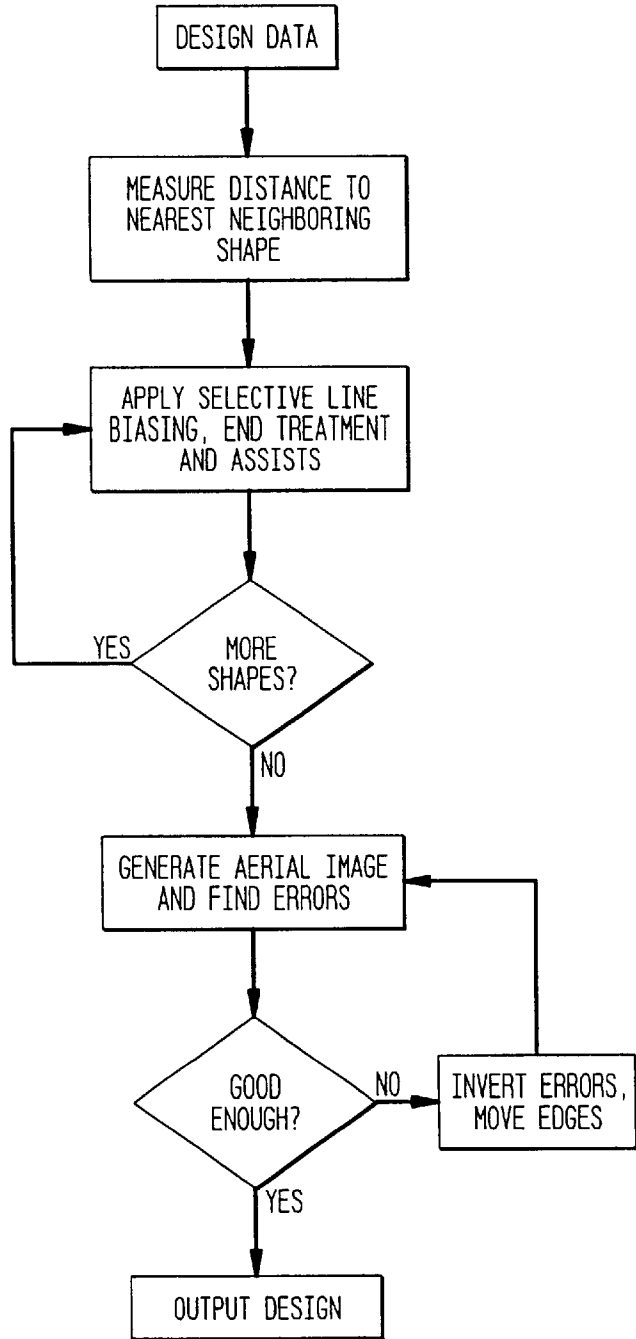 DESIGN DATA
MEASURE DISTANCE TO
NEAREST NEIGHBORING
SHAPE
APPLY SELECTIVE LINE
BIASING, END TREATMENT
AND ASSISTS
YES
MORE
SHAPES?
NO
GENERATE AERIAL IMAGE
AND FIND ERRORS
GOOD
ENOUGH?
NO
INVERT ERRORS,
MOVE EDGES
YES
OUTPUT DESIGN